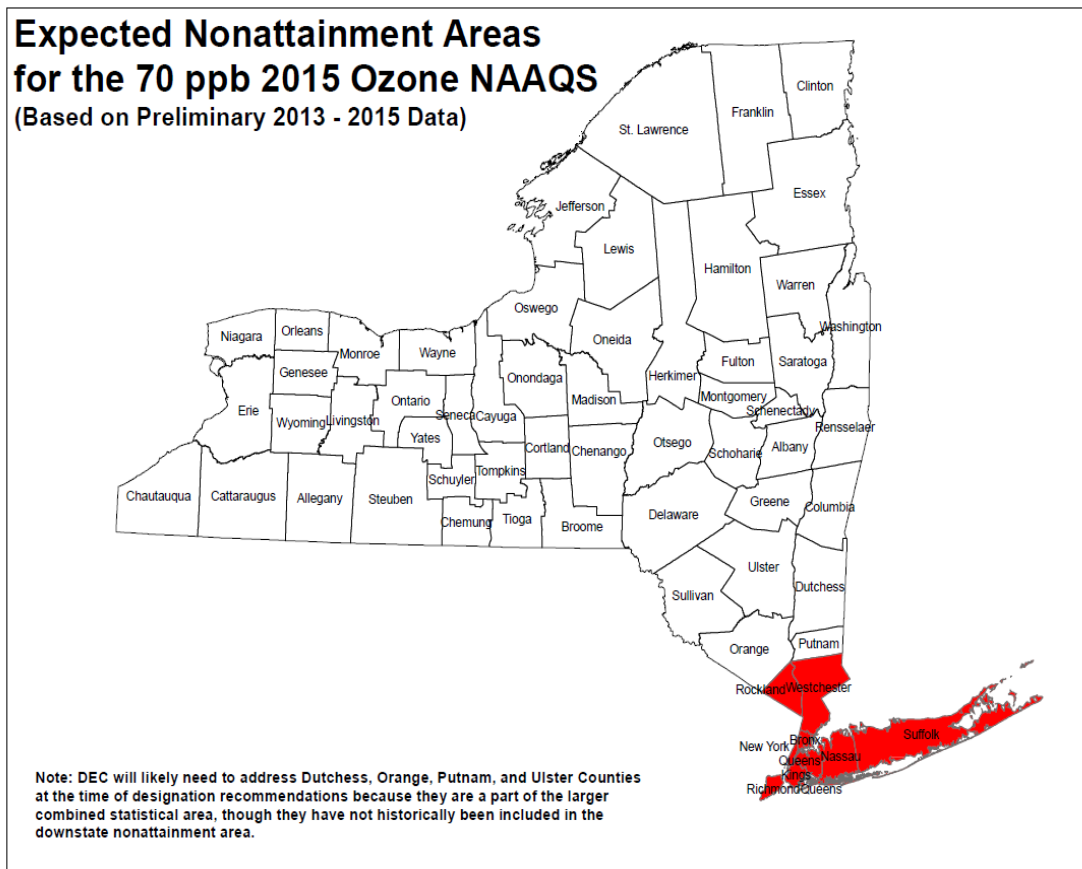 Expected Nonattainment Areas
for the 70 ppb 2015 Ozone NAAQS
(Based on Preliminary 2013 - 2015 Data)
Clinton
Franklin
St. Lawrence
Essex
Jefferson
Lewis
Hamilton
Warren
Oswego
Washington
Niagara
Orleans
Monroe
Wayne
Oneida
Fulton
Saratoga
Genesee
Onondaga
Herkimer
Montgomery
Madison
Ontario
Erie
Wyoming
Livingston
Seneca
Cayuga
Schenectady
Rensselaer
Yates
Cortland
Chenango
Otsego
Schoharie
Albany
Tompkins
Schuyler
Chautauqua
Cattaraugus
Allegany
Steuben
Greene
Columbia
Delaware
Chemung
Tioga
Broome
Ulster
Dutchess
Sullivan
Putnam
Orange
Rockland
Westchester
Suffolk
Bronx
New York
Nassau
Queens
Kings
Richmond
Queens
Note: DEC will likely need to address Dutchess, Orange, Putnam, and Ulster Counties
at the time of designation recommendations because they are a part of the larger
combined statistical area, though they have not historically been included in the
downstate nonattainment area.